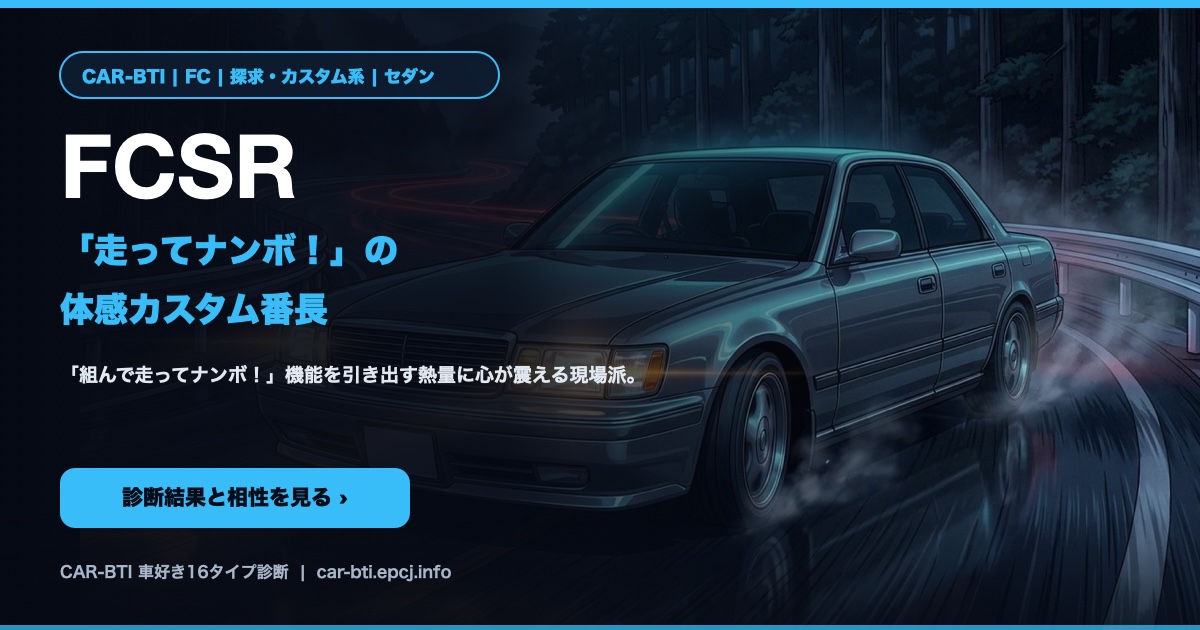 CAR-BTI | FC | 探求・カスタム系 | セダン
FCSR
「走ってナンボ！」の
体感カスタム番長
「組んで走ってナンボ！」機能を引き出す熱量に心が震える現場派。
診断結果と相性を見る ›
CAR-BTI 車好き16タイプ診断 | car-bti.epcj.info